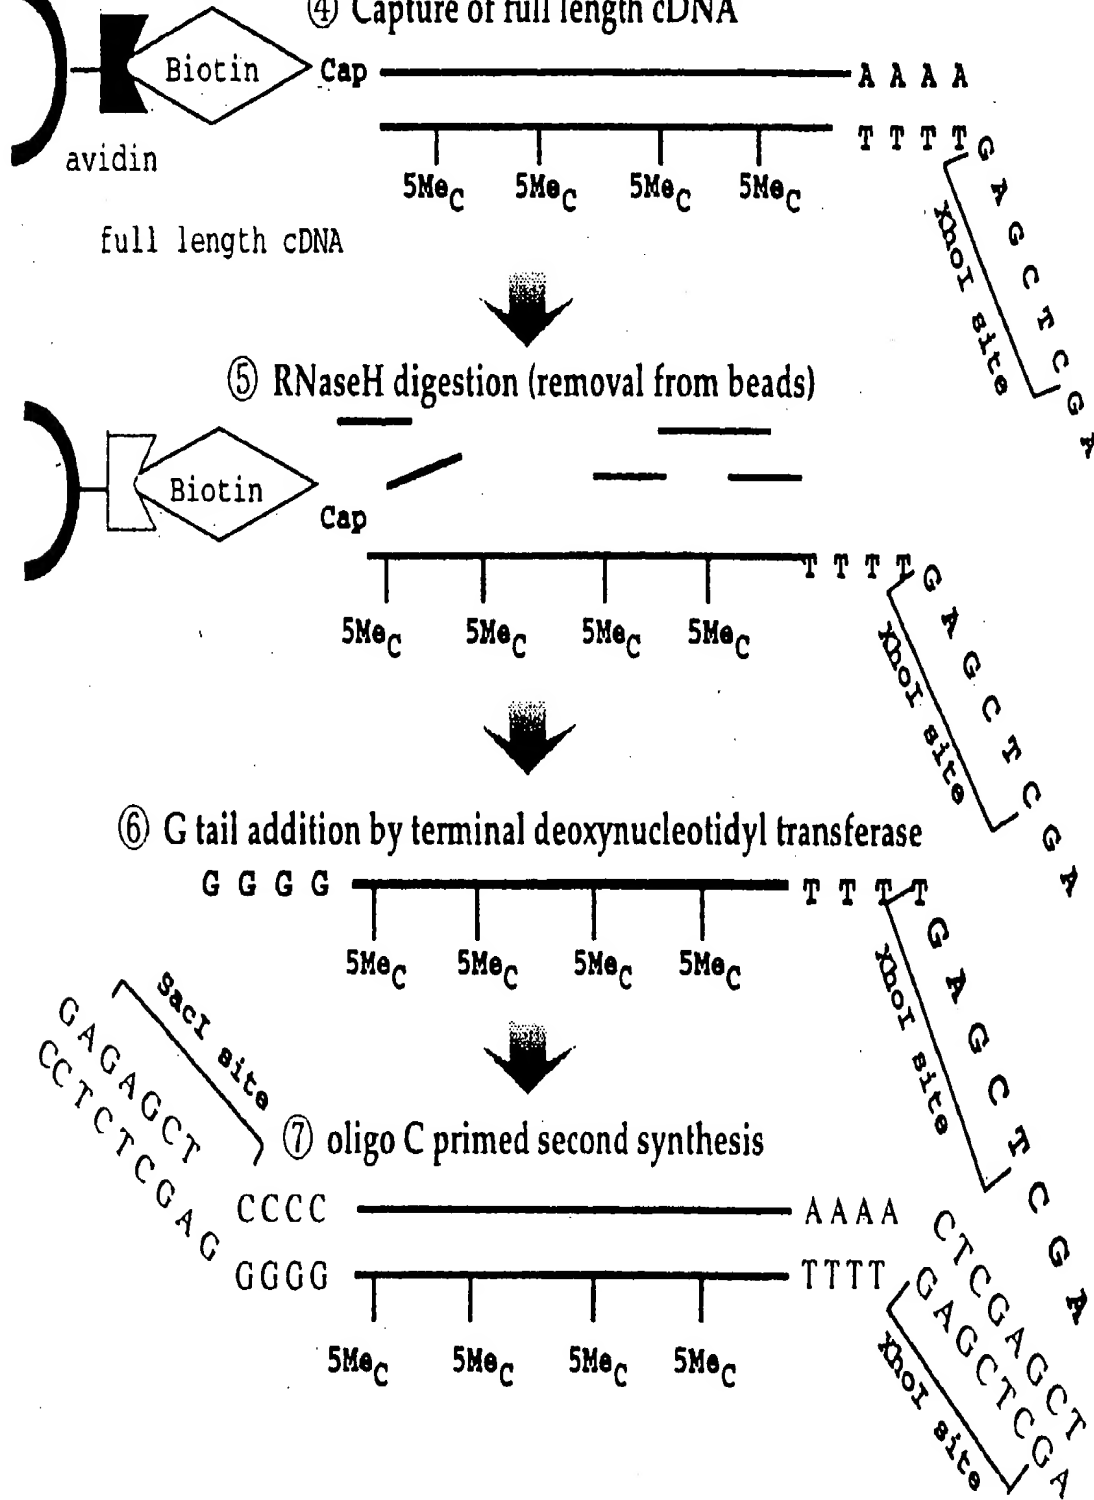 ④ Capture of full length cDNA
Biotin Cap A A A A
avidin
T T T T G A G C T C G A
5MeC 5MeC 5MeC 5MeC
XhoI site
full length cDNA
⑤ RNaseH digestion (removal from beads)
Biotin
Cap
T T T T G A G C T C G A
5MeC 5MeC 5MeC 5MeC
XhoI site
⑥ G tail addition by terminal deoxynucleotidyl transferase
G G G G T T T T G A G C T C G A
5MeC 5MeC 5MeC 5MeC
XhoI site
SacI site
GAGAGCT
CCTCTCGAG
⑦ oligo C primed second synthesis
CCCC AAAA CTCGAGCT
GGGG TTTT GAGCTCGA
5MeC 5MeC 5MeC 5MeC
XhoI site